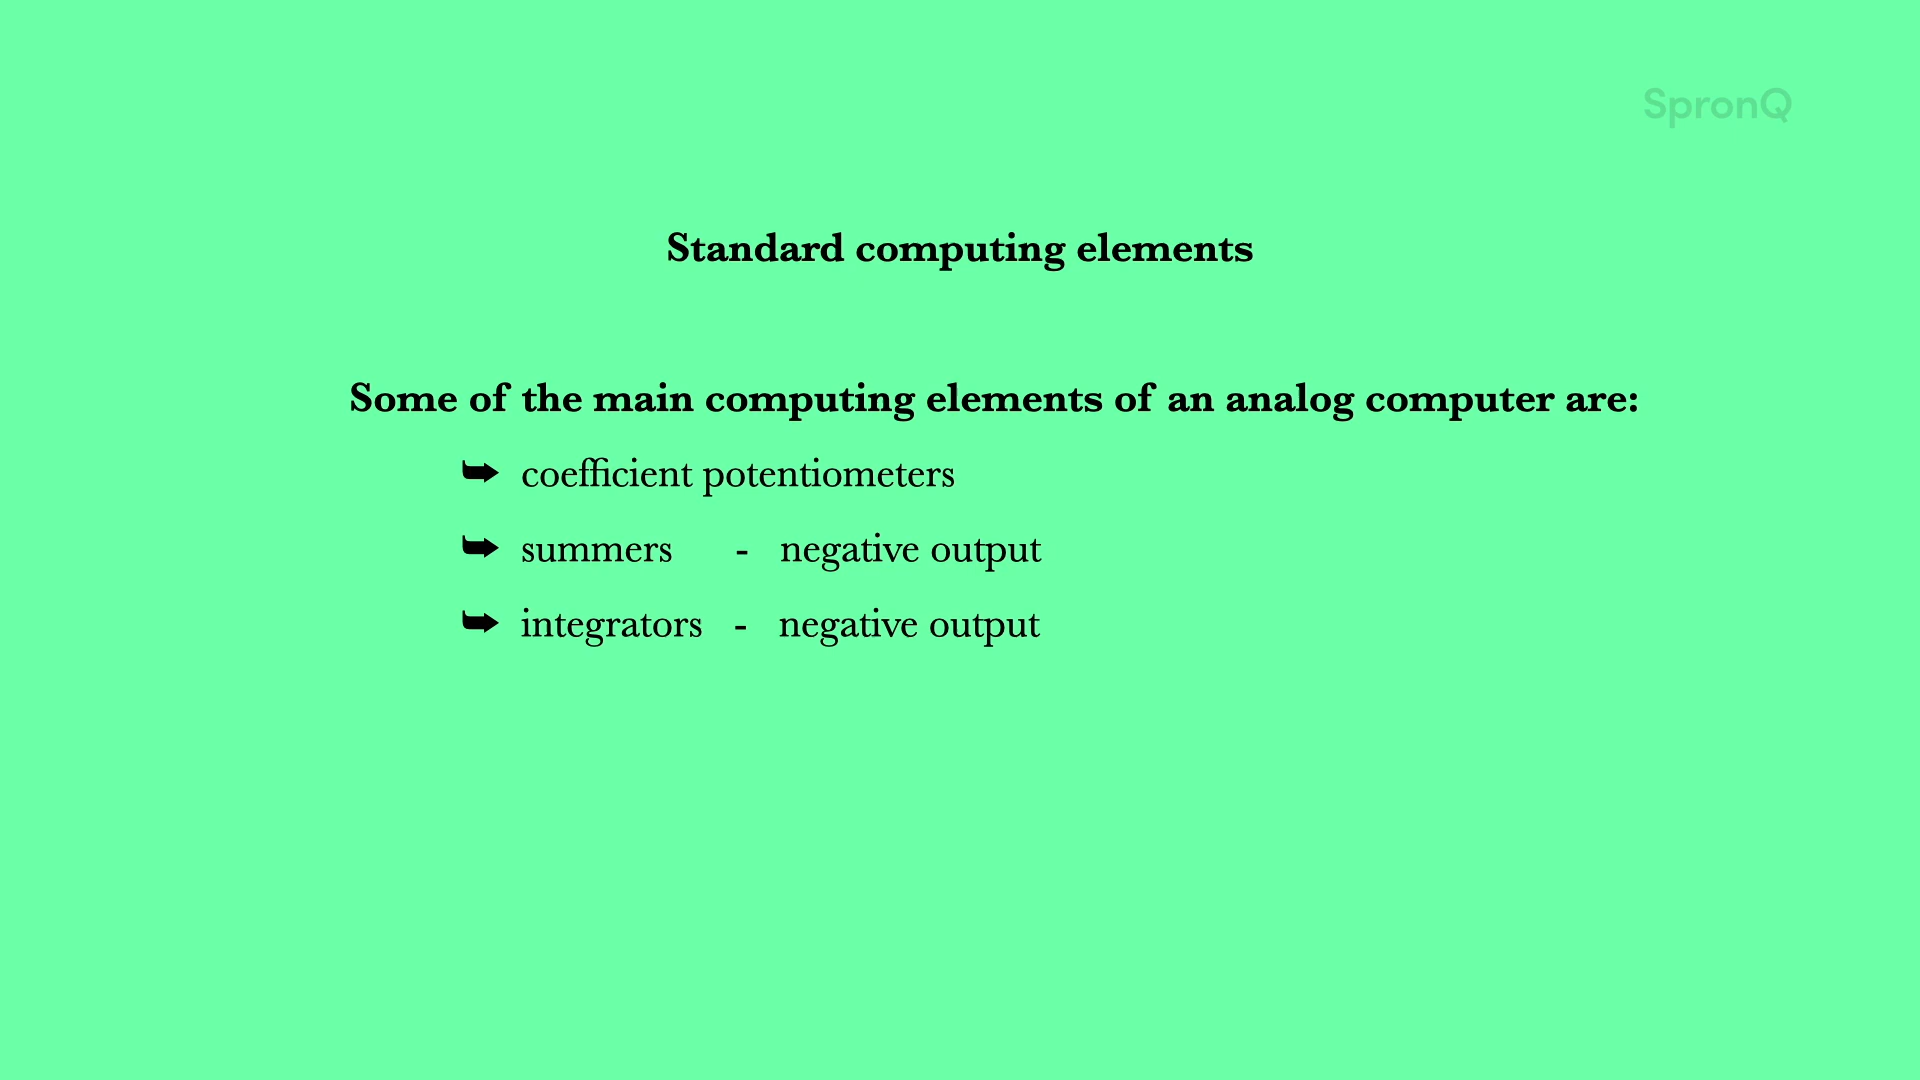 SpronQ
Standard computing elements
Some of the main computing elements of an analog computer are:
➥ coefficient potentiometers
➥ summers - negative output
➥ integrators - negative output